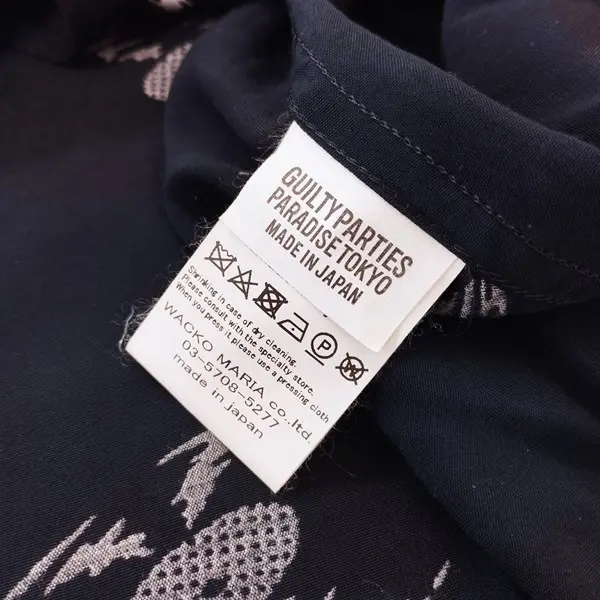 GUILTY PARTIES
PARADISE TOKYO
MADE IN JAPAN
P W
Shrinking in case of dry cleaning.
Please consult with the specialty store.
When you press it,please use a pressing cloth
WACKO MARIA co.,ltd.
03-5708-5277
made in japan